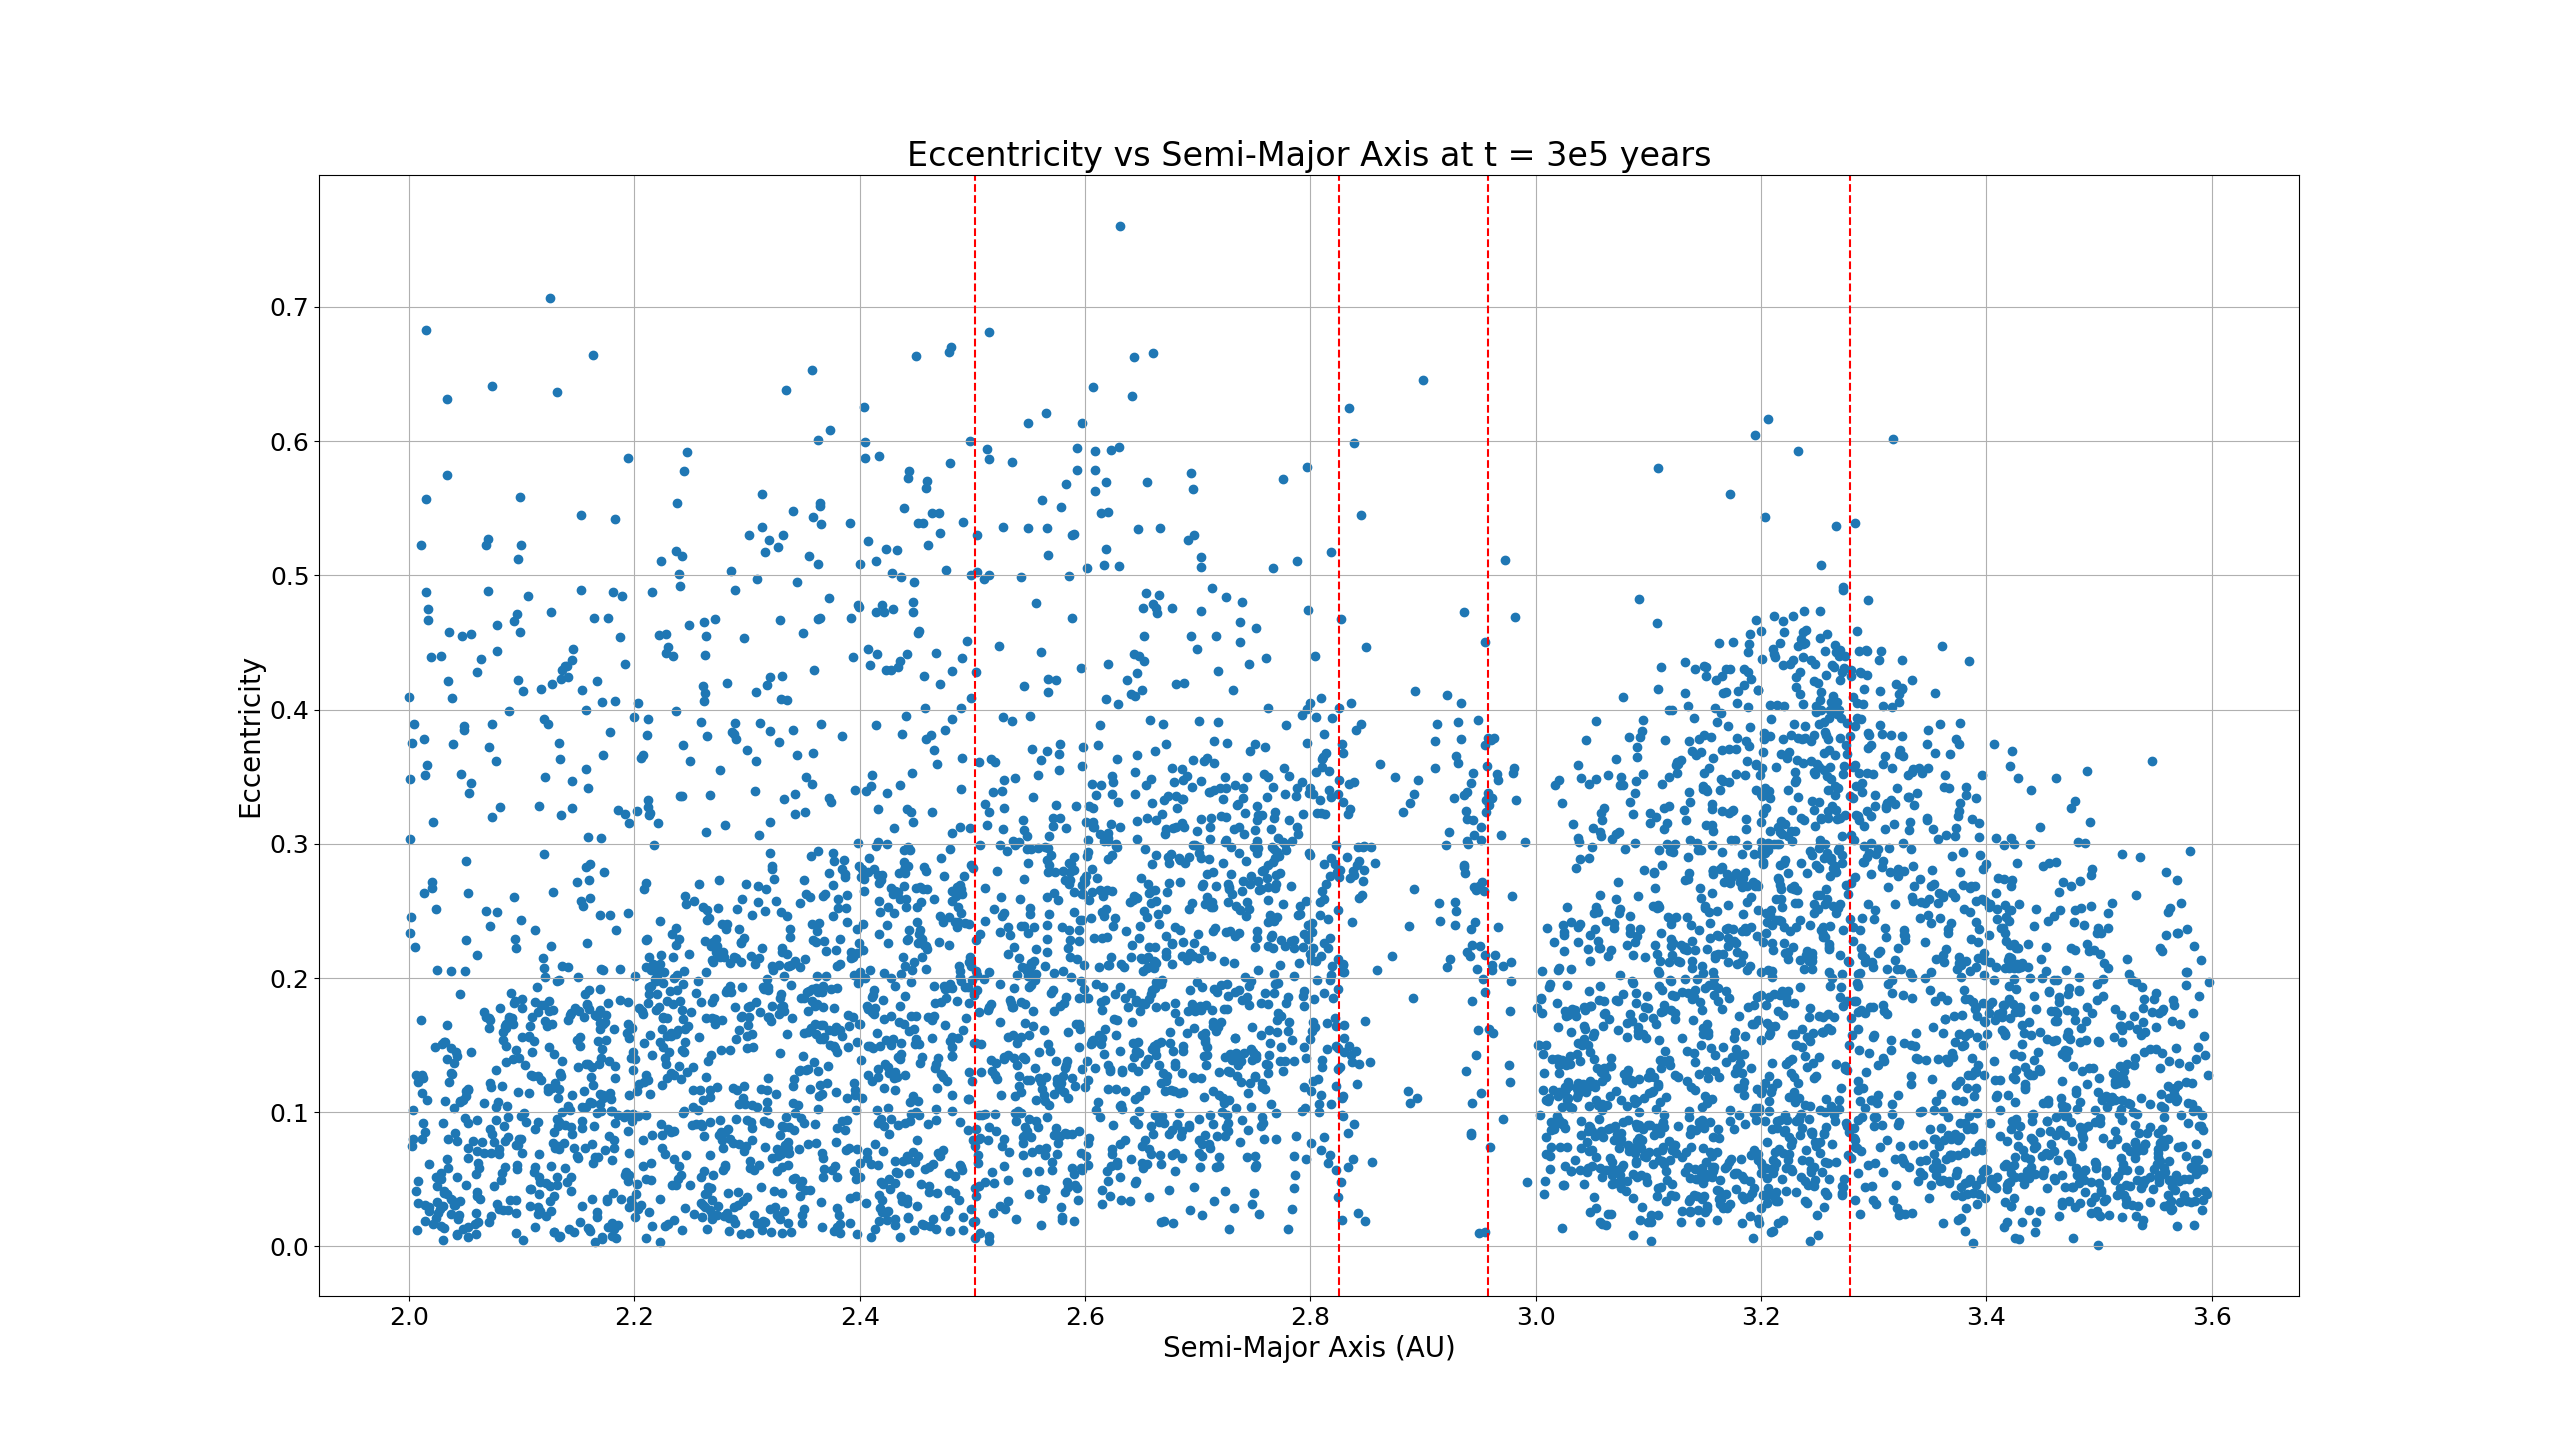 Eccentricity vs Semi-Major Axis at t = 3e5 years
0.7
0.6
0.5
0.4
0.3
0.2
0.1
0.0
Eccentricity
2.0 2.2 2.4 2.6 2.8 3.0 3.2 3.4 3.6
Semi-Major Axis (AU)